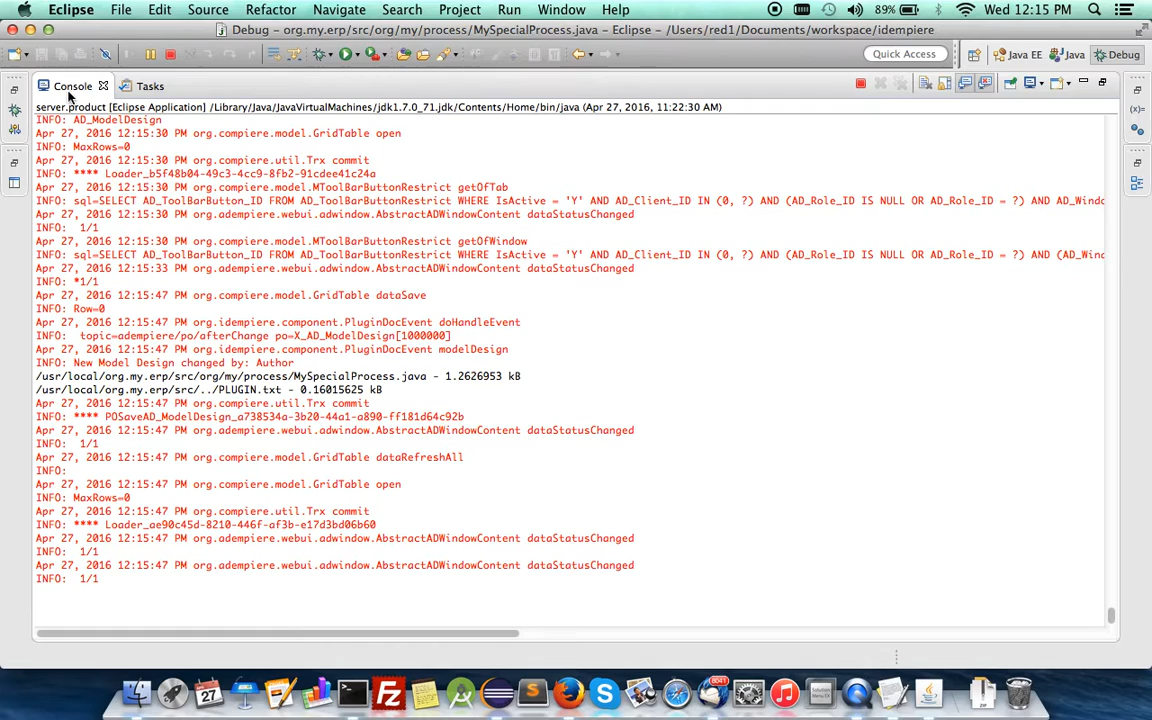 Eclipse File Edit Source Refactor Navigate Search Project Run Window Help 89% Wed 12:15 PM
Debug - org.my.erp/src/org/my/process/MySpecialProcess.java - Eclipse - /Users/red1/Documents/workspace/idempiere
Quick Access Java EE Java Debug
Console Tasks
server.product [Eclipse Application] /Library/Java/JavaVirtualMachines/jdk1.7.0_71.jdk/Contents/Home/bin/java (Apr 27, 2016, 11:22:30 AM)
INFO: AD_ModelDesign
Apr 27, 2016 12:15:30 PM org.compiere.model.GridTable open
INFO: MaxRows=0
Apr 27, 2016 12:15:30 PM org.compiere.util.Trx commit
INFO: **** Loader_b5f48b04-49c3-4cc9-8fb2-91cdee41c24a
Apr 27, 2016 12:15:30 PM org.compiere.model.MToolBarButtonRestrict getOfTab
INFO: sql=SELECT AD_ToolBarButton_ID FROM AD_ToolBarButtonRestrict WHERE IsActive = 'Y' AND AD_Client_ID IN (0, ?) AND (AD_Role_ID IS NULL OR AD_Role_ID = ?) AND AD_Windo
Apr 27, 2016 12:15:30 PM org.adempiere.webui.adwindow.AbstractADWindowContent dataStatusChanged
INFO:  1/1
Apr 27, 2016 12:15:30 PM org.compiere.model.MToolBarButtonRestrict getOfWindow
INFO: sql=SELECT AD_ToolBarButton_ID FROM AD_ToolBarButtonRestrict WHERE IsActive = 'Y' AND AD_Client_ID IN (0, ?) AND (AD_Role_ID IS NULL OR AD_Role_ID = ?) AND (AD_Wind
Apr 27, 2016 12:15:33 PM org.adempiere.webui.adwindow.AbstractADWindowContent dataStatusChanged
INFO: *1/1
Apr 27, 2016 12:15:47 PM org.compiere.model.GridTable dataSave
INFO: Row=0
Apr 27, 2016 12:15:47 PM org.idempiere.component.PluginDocEvent doHandleEvent
INFO:  topic=adempiere/po/afterChange po=X_AD_ModelDesign[1000000]
Apr 27, 2016 12:15:47 PM org.idempiere.component.PluginDocEvent modelDesign
INFO: New Model Design changed by: Author
/usr/local/org.my.erp/src/org/my/process/MySpecialProcess.java - 1.2626953 kB
/usr/local/org.my.erp/src/../PLUGIN.txt - 0.16015625 kB
Apr 27, 2016 12:15:47 PM org.compiere.util.Trx commit
INFO: **** POSaveAD_ModelDesign_a738534a-3b20-44a1-a890-ff181d64c92b
Apr 27, 2016 12:15:47 PM org.adempiere.webui.adwindow.AbstractADWindowContent dataStatusChanged
INFO:  1/1
Apr 27, 2016 12:15:47 PM org.compiere.model.GridTable dataRefreshAll
INFO:
Apr 27, 2016 12:15:47 PM org.compiere.model.GridTable open
INFO: MaxRows=0
Apr 27, 2016 12:15:47 PM org.compiere.util.Trx commit
INFO: **** Loader_ae90c45d-8210-446f-af3b-e17d3bd06b60
Apr 27, 2016 12:15:47 PM org.adempiere.webui.adwindow.AbstractADWindowContent dataStatusChanged
INFO:  1/1
Apr 27, 2016 12:15:47 PM org.adempiere.webui.adwindow.AbstractADWindowContent dataStatusChanged
INFO:  1/1